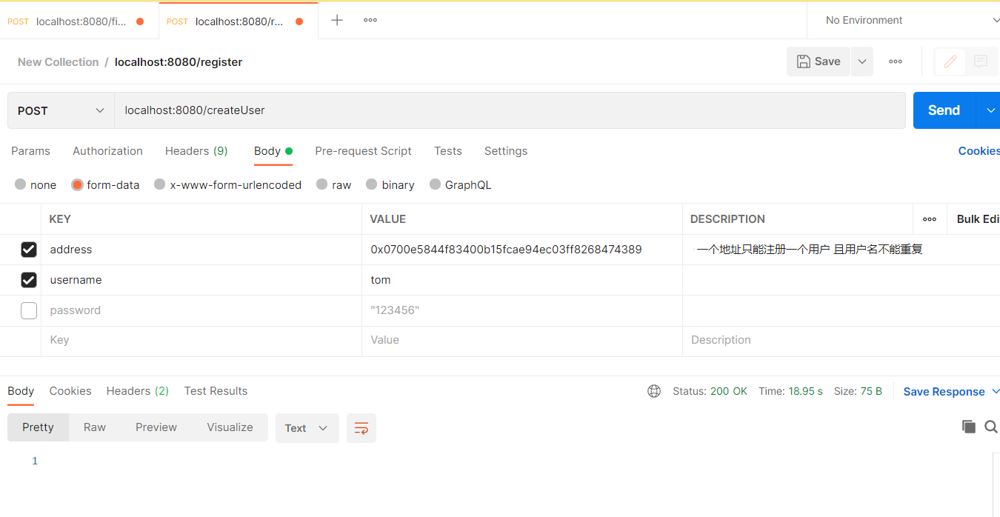 POST localhost:8080/fi... POST localhost:8080/r... No Environment
New Collection / localhost:8080/register Save
POST localhost:8080/createUser Send
Params Authorization Headers (9) Body Pre-request Script Tests Settings Cookies
none form-data x-www-form-urlencoded raw binary GraphQL
KEY VALUE DESCRIPTION Bulk Edi
address 0x0700e5844f83400b15fcae94ec03ff8268474389 一个地址只能注册一个用户 且用户名不能重复
username tom
password "123456"
Key Value Description
Body Cookies Headers (2) Test Results Status: 200 OK Time: 18.95 s Size: 75 B Save Response
Pretty Raw Preview Visualize Text
1